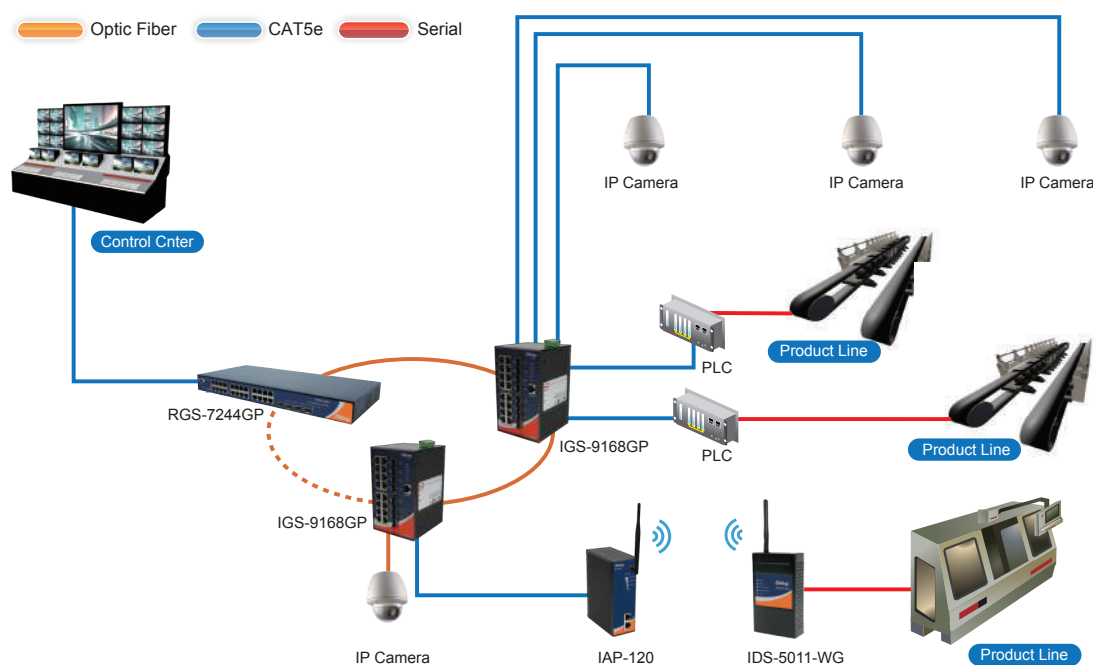 Optic Fiber
CAT5e
Serial
IP Camera
IP Camera
IP Camera
Control Cnter
PLC
Product Line
RGS-7244GP
IGS-9168GP
PLC
Product Line
IGS-9168GP
IP Camera
IAP-120
IDS-5011-WG
Product Line